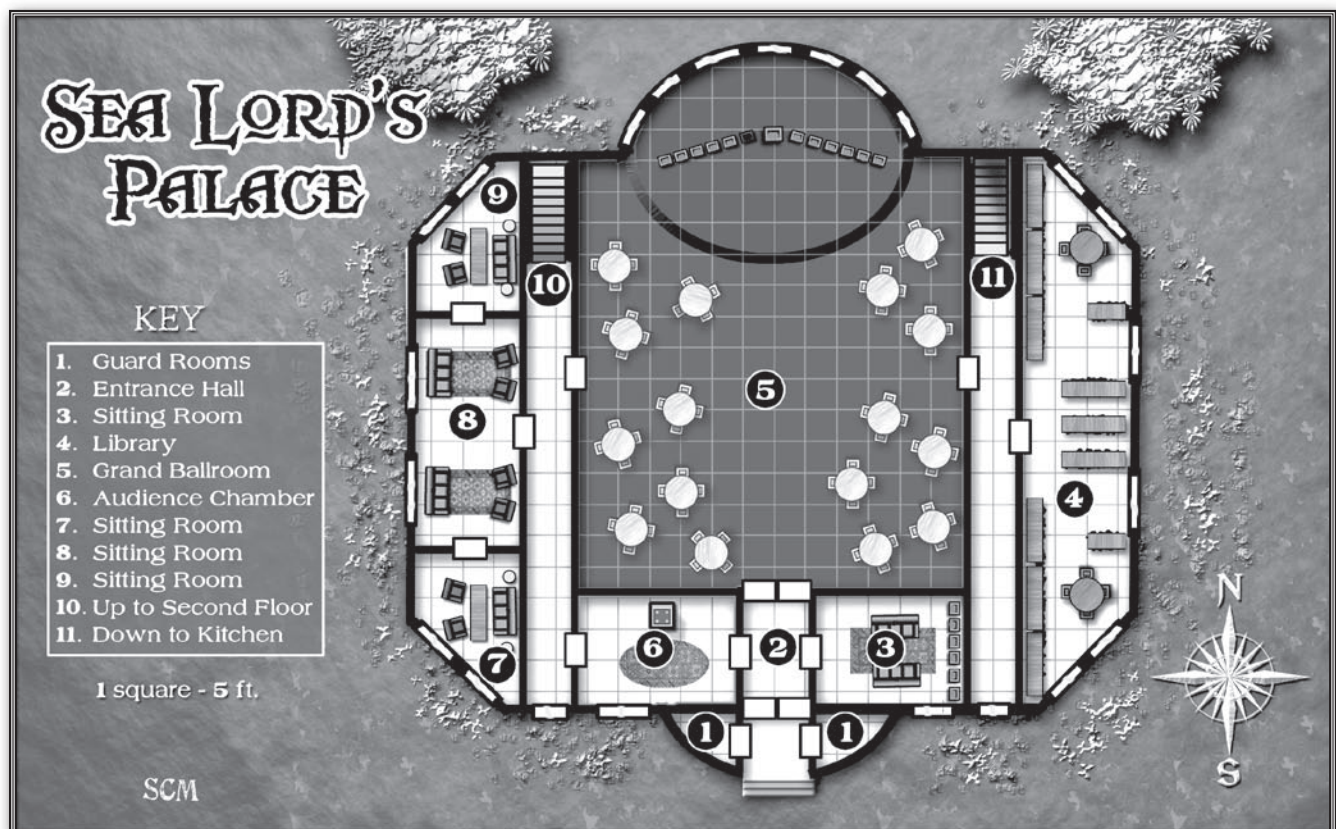 SEA LORD'S
PALACE
KEY
1. Guard Rooms
2. Entrance Hall
3. Sitting Room
4. Library
5. Grand Ballroom
6. Audience Chamber
7. Sitting Room
8. Sitting Room
9. Sitting Room
10. Up to Second Floor
11. Down to Kitchen
1 square - 5 ft.
SCM
9
10
11
8
5
4
7
6
2
3
1
1
N
S